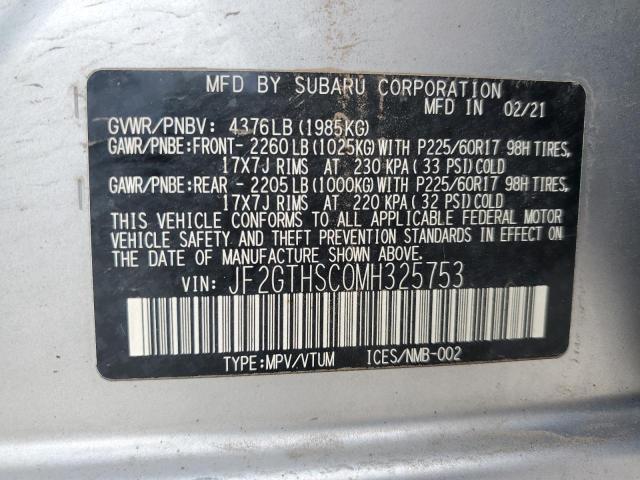 MFD BY SUBARU CORPORATION
MFD IN 02/21
GVWR/PNBV: 4376LB(1985KG)
GAWR/PNBE:FRONT- 2260LB(1025KG)WITH P225/60R17 98H TIRES,
17X7J RIMS AT 230 KPA(33 PSI)COLD
GAWR/PNBE:REAR - 2205LB(1000KG)WITH P225/60R17 98H TIRES,
17X7J RIMS AT 220 KPA(32 PSI)COLD
THIS VEHICLE CONFORMS TO ALL APPLICABLE FEDERAL MOTOR
VEHICLE SAFETY AND THEFT PREVENTION STANDARDS IN EFFECT ON
THE DATE OF MANUFACTURE SHOWN ABOVE.
VIN: JF2GTHSC0MH325753
TYPE:MPV/VTUM ICES/NMB-002